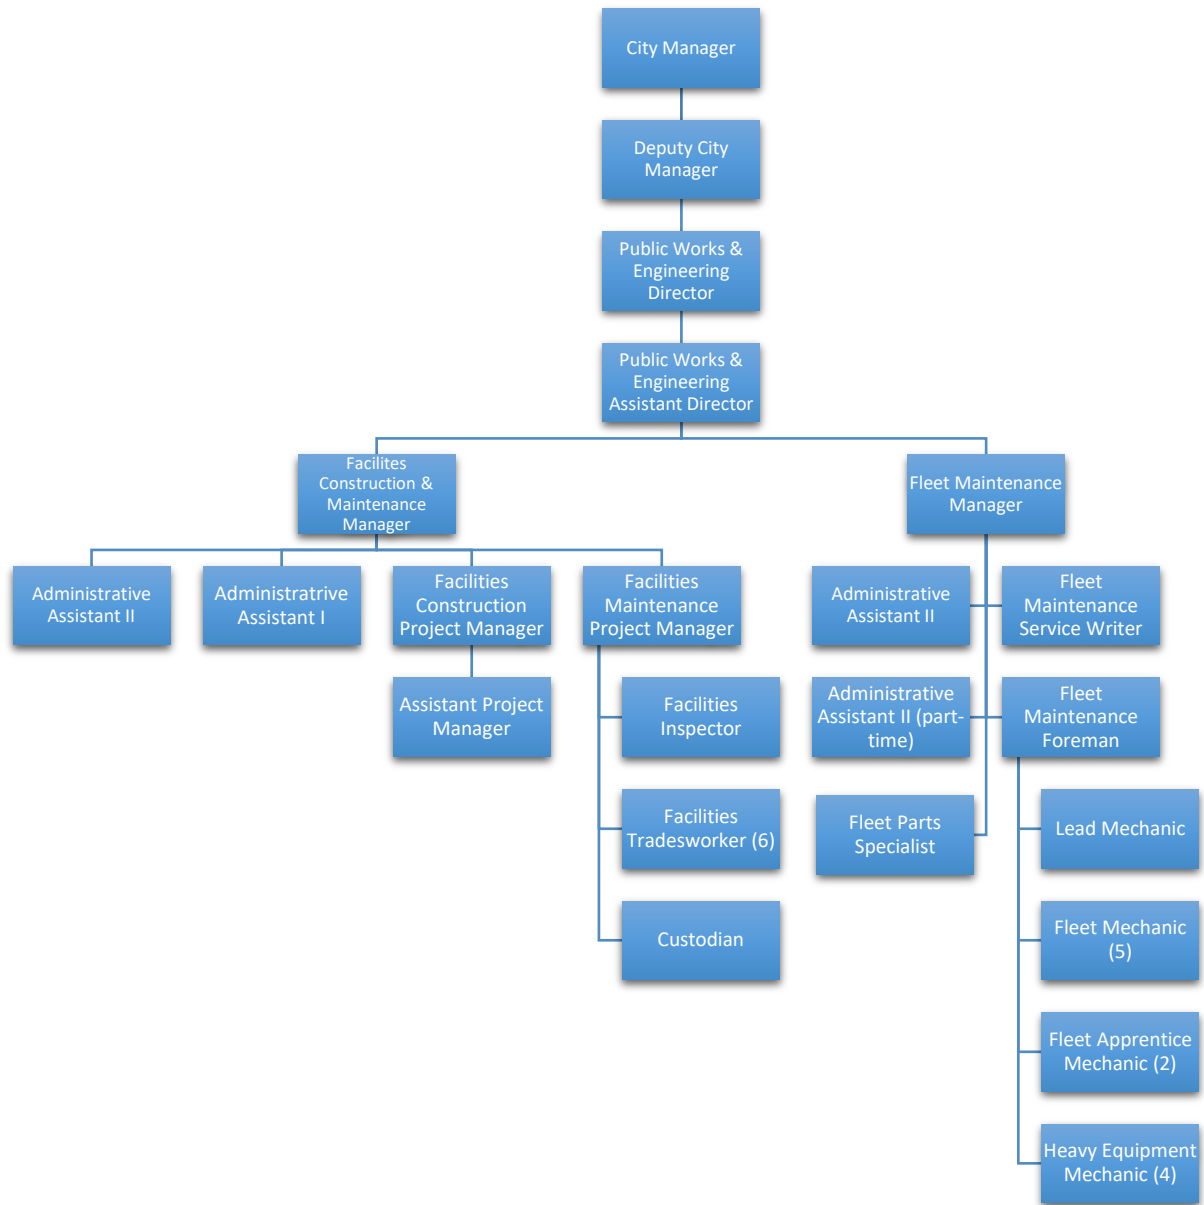 City Manager
Deputy City
Manager
Public Works &
Engineering
Director
Public Works &
Engineering
Assistant Director
Facilites
Construction &
Maintenance
Manager
Fleet Maintenance
Manager
Administrative
Assistant II
Administratrive
Assistant I
Facilities
Construction
Project Manager
Facilities
Maintenance
Project Manager
Administrative
Assistant II
Fleet
Maintenance
Service Writer
Assistant Project
Manager
Facilities
Inspector
Administrative
Assistant II (part-
time)
Fleet
Maintenance
Foreman
Facilities
Tradesworker (6)
Fleet Parts
Specialist
Lead Mechanic
Custodian
Fleet Mechanic
(5)
Fleet Apprentice
Mechanic (2)
Heavy Equipment
Mechanic (4)